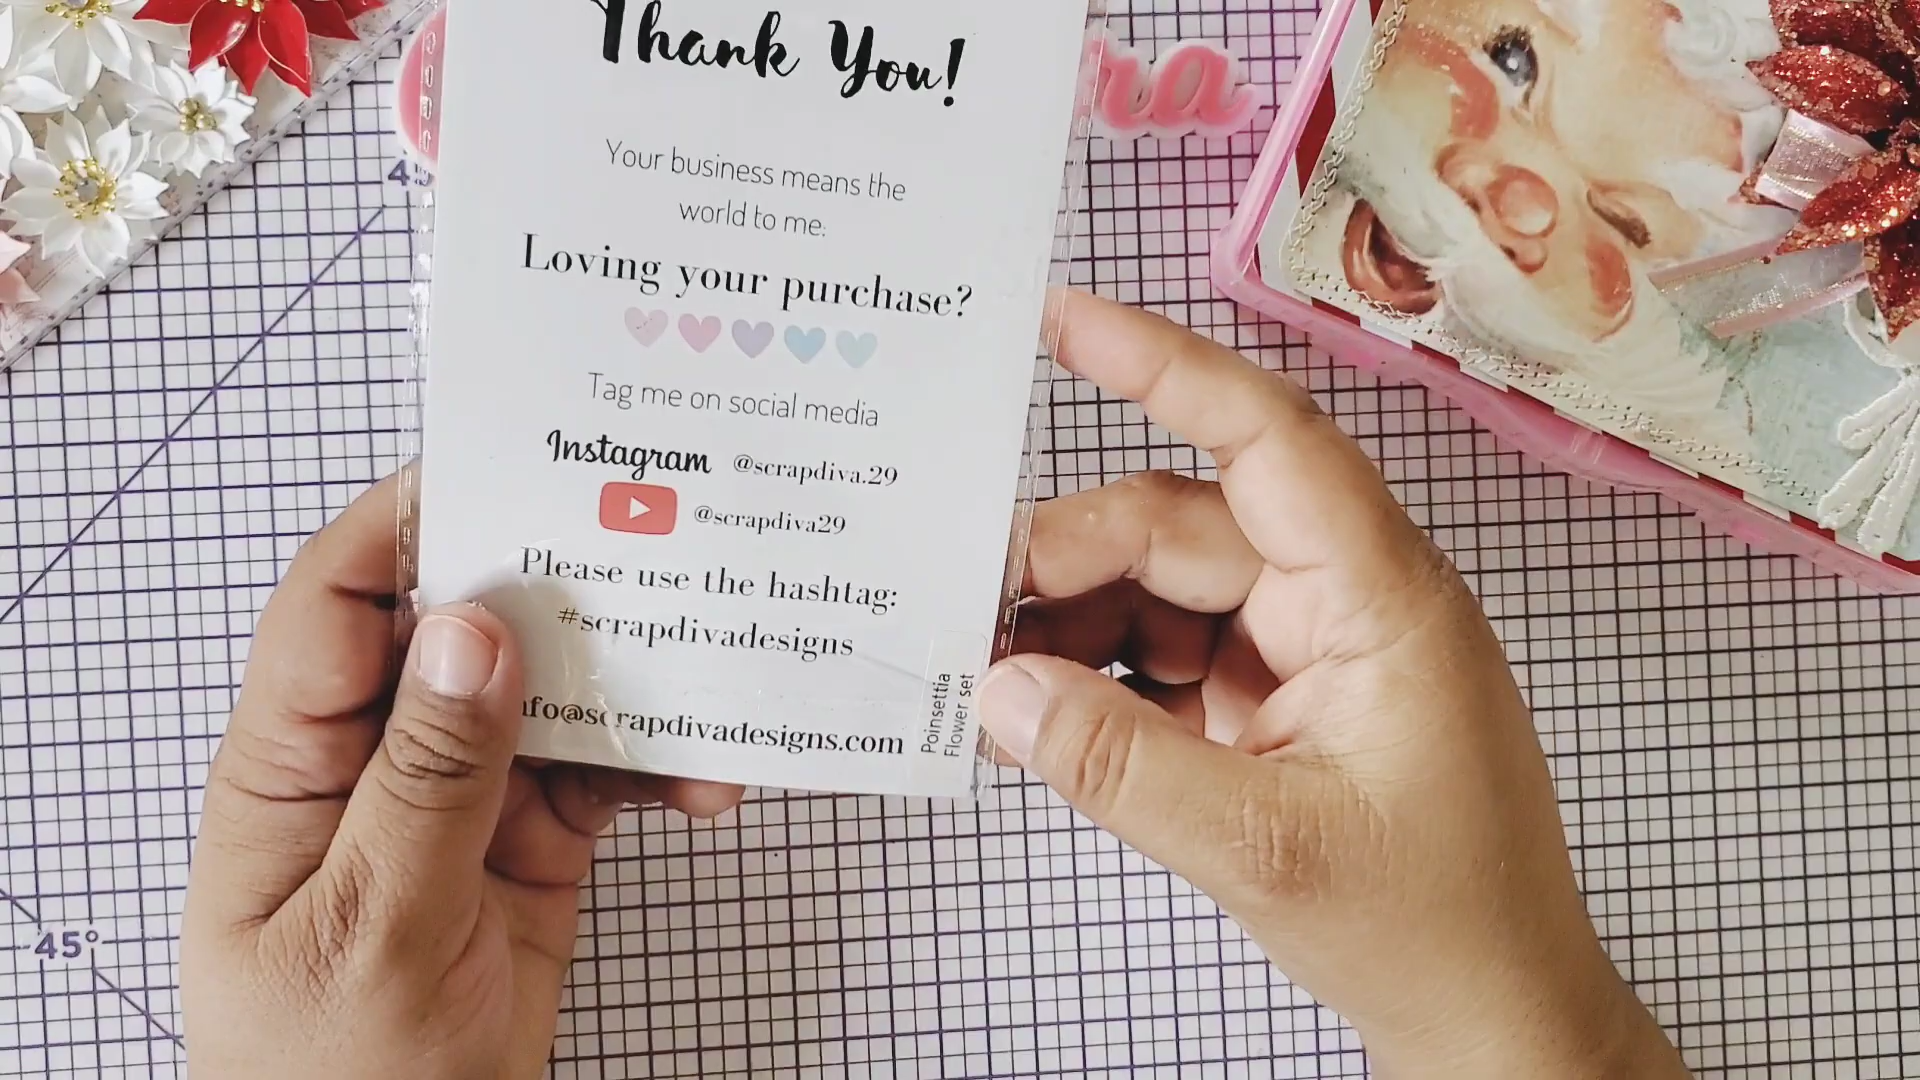 Thank You!
Your business means the
world to me.
Loving your purchase?
Tag me on social media
Instagram @scrapdiva.29
@scrapdiva29
Please use the hashtag:
#scrapdivadesigns
nfo@scrapdivadesigns.com
Poinsettia
Flower set
45°